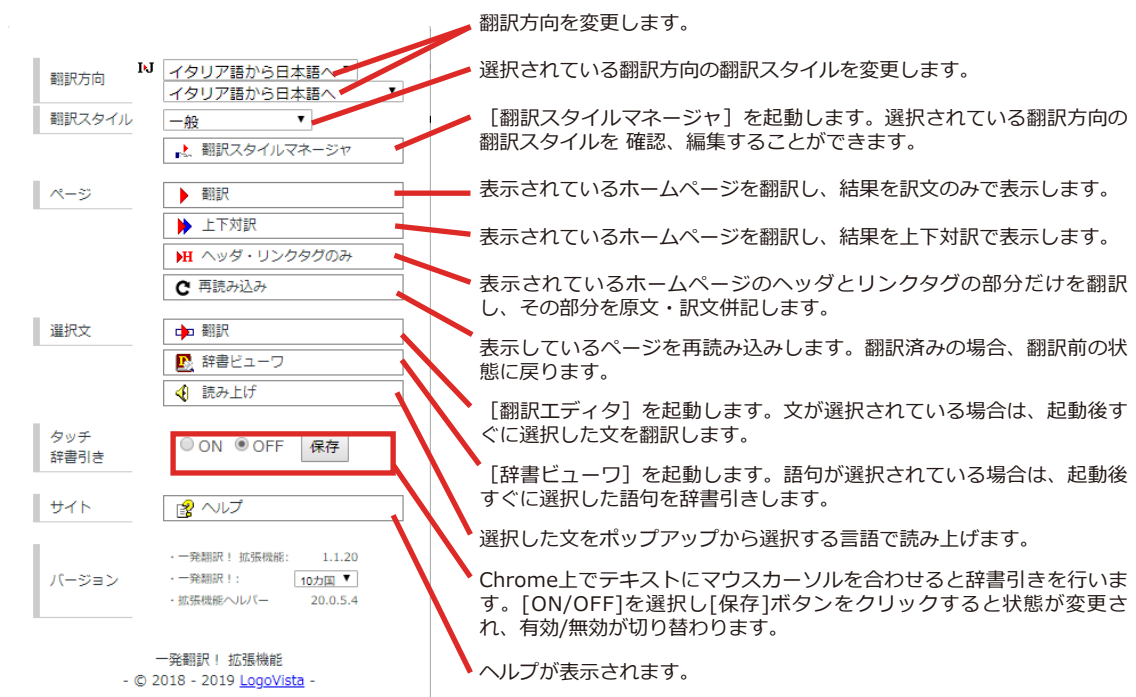 翻訳方向
I›J
イタリア語から日本語へ
イタリア語から日本語へ
翻訳スタイル
一般
翻訳スタイルマネージャ
ページ
翻訳
上下対訳
H ヘッダ・リンクタグのみ
再読み込み
選択文
翻訳
辞書ビューワ
読み上げ
タッチ
辞書引き
ON OFF 保存
サイト
ヘルプ
バージョン
・一発翻訳！ 拡張機能: 1.1.20
・一発翻訳！: 10カ国
・拡張機能ヘルパー 20.0.5.4
一発翻訳！ 拡張機能
- © 2018 - 2019 LogoVista -
翻訳方向を変更します。
選択されている翻訳方向の翻訳スタイルを変更します。
［翻訳スタイルマネージャ］を起動します。選択されている翻訳方向の
翻訳スタイルを 確認、編集することができます。
表示されているホームページを翻訳し、結果を訳文のみで表示します。
表示されているホームページを翻訳し、結果を上下対訳で表示します。
表示されているホームページのヘッダとリンクタグの部分だけを翻訳
し、その部分を原文・訳文併記します。
表示しているページを再読み込みします。翻訳済みの場合、翻訳前の状
態に戻ります。
［翻訳エディタ］を起動します。文が選択されている場合は、起動後す
ぐに選択した文を翻訳します。
［辞書ビューワ］を起動します。語句が選択されている場合は、起動後
すぐに選択した語句を辞書引きします。
選択した文をポップアップから選択する言語で読み上げます。
Chrome上でテキストにマウスカーソルを合わせると辞書引きを行いま
す。[ON/OFF]を選択し[保存]ボタンをクリックすると状態が変更さ
れ、有効/無効が切り替わります。
ヘルプが表示されます。